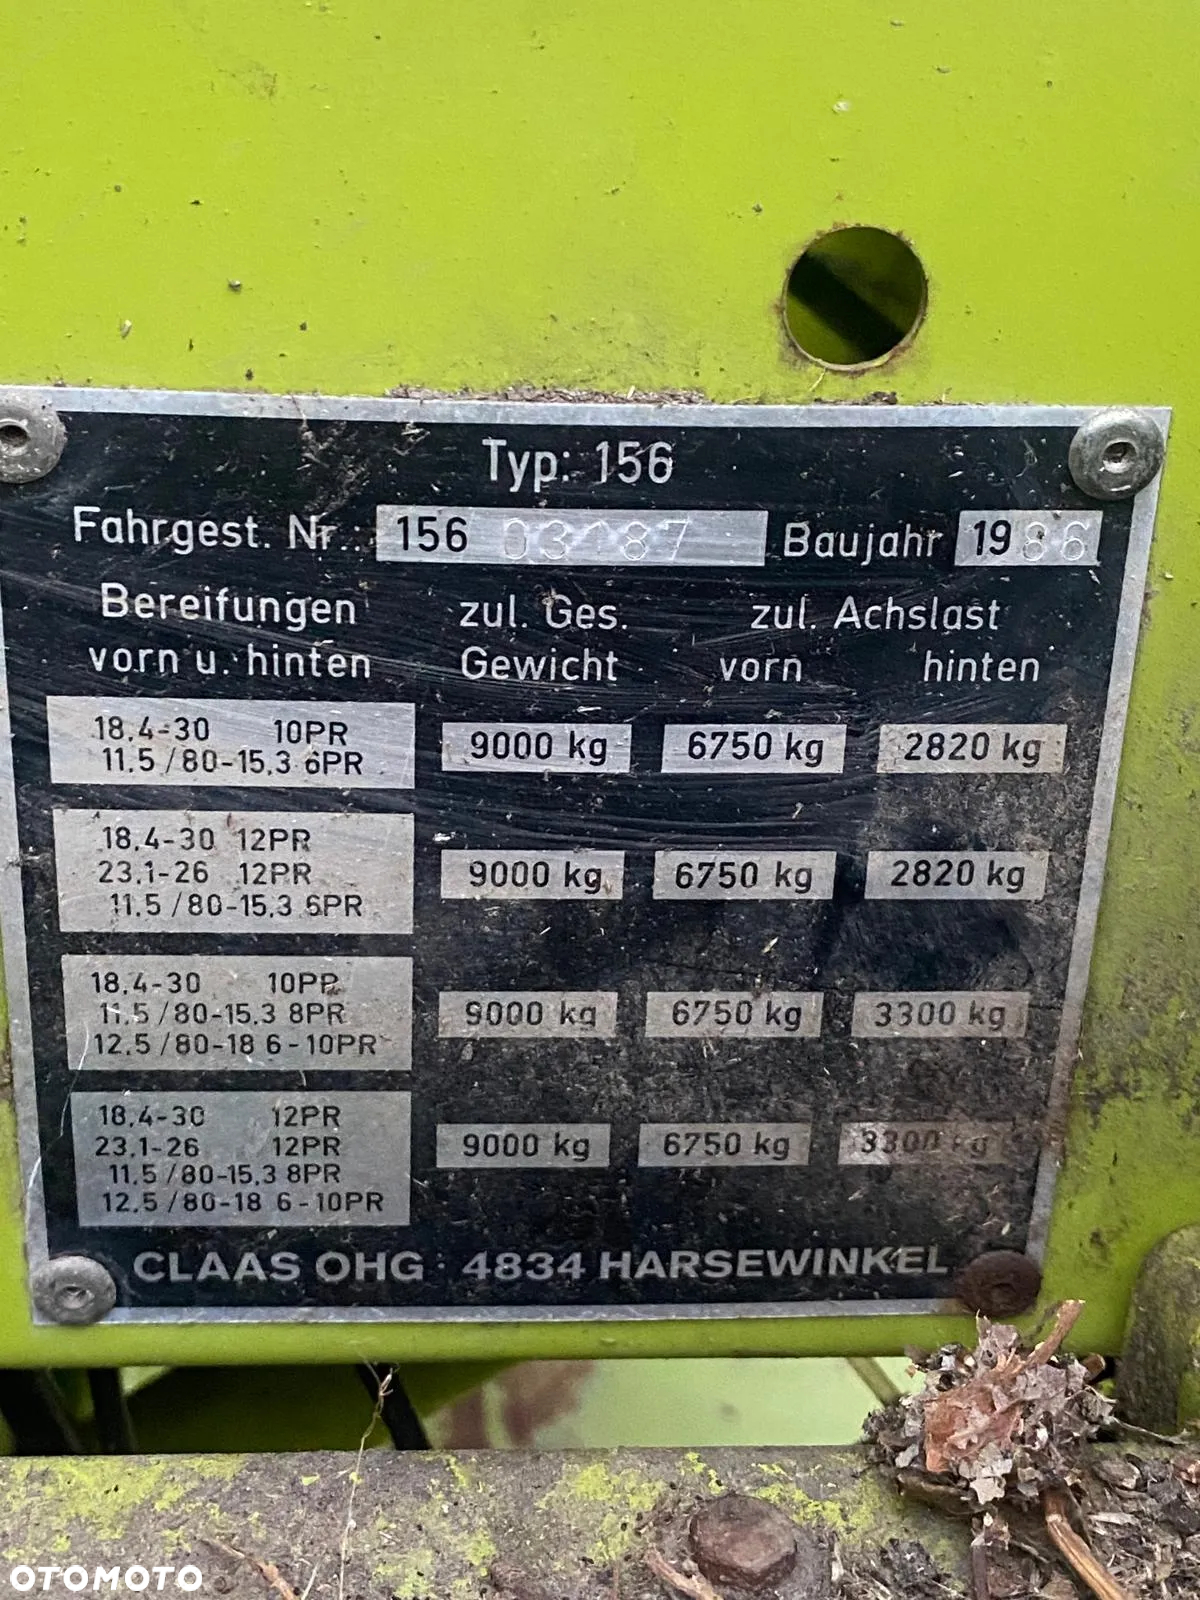 Typ: 156
Fahrgest. Nr.: 156 03187 Baujahr 1986
Bereifungen zul. Ges. zul. Achslast
vorn u. hinten Gewicht vorn hinten
18.4-30 10PR
11.5/80-15.3 6PR 9000 kg 6750 kg 2820 kg
18.4-30 12PR
23.1-26 12PR 9000 kg 6750 kg 2820 kg
11.5/80-15.3 6PR
18.4-30 10PR
11.5/80-15.3 8PR 9000 kg 6750 kg 3300 kg
12.5/80-18 6-10PR
18.4-30 12PR
23.1-26 12PR 9000 kg 6750 kg 3300 kg
11.5/80-15.3 8PR
12.5/80-18 6-10PR
CLAAS OHG · 4834 HARSEWINKEL
OTOMOTO